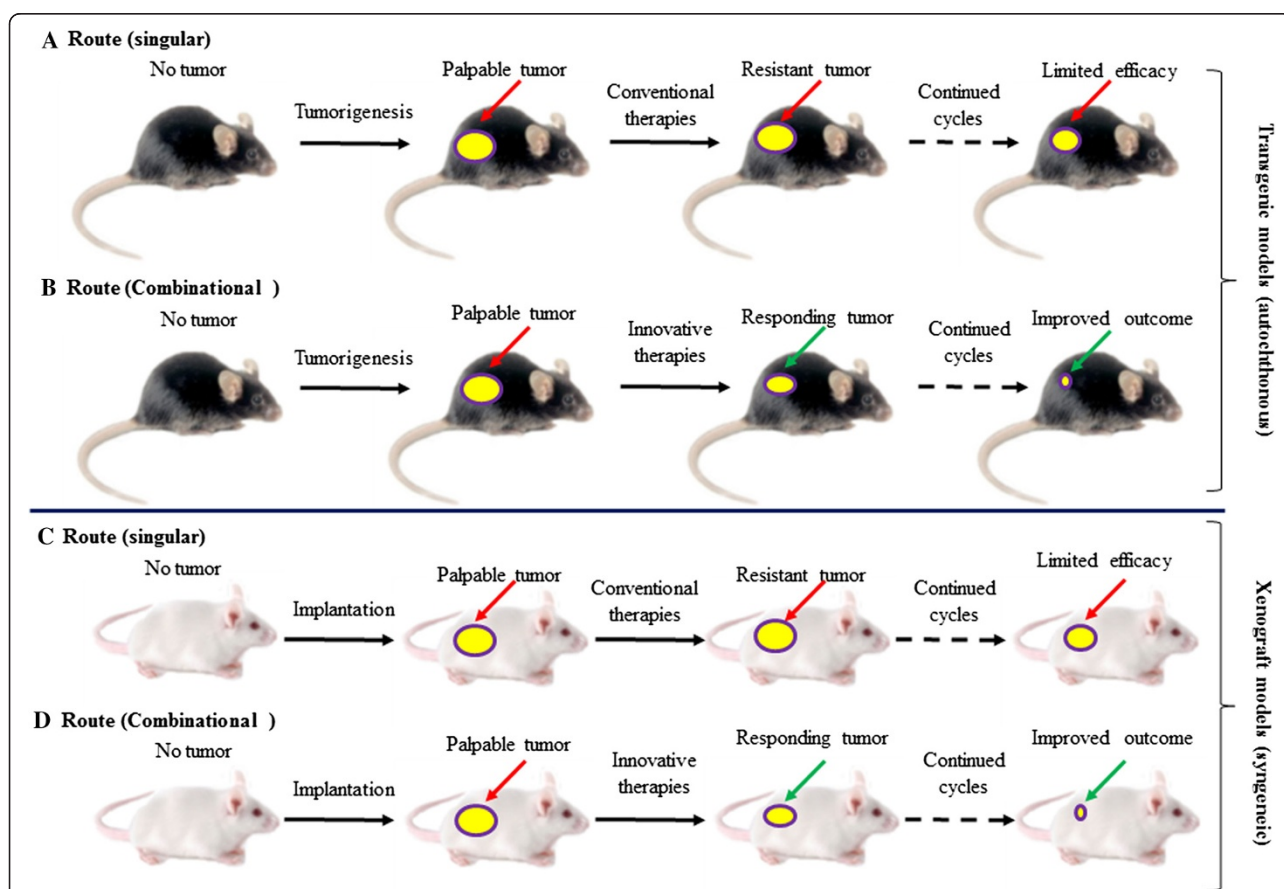 A Route (singular)
No tumor
Tumorigenesis
Palpable tumor
Conventional
therapies
Resistant tumor
Continued
cycles
Limited efficacy
B Route (Combinational )
No tumor
Tumorigenesis
Palpable tumor
Innovative
therapies
Responding tumor
Continued
cycles
Improved outcome
Transgenic models (autochthonous)
C Route (singular)
No tumor
Implantation
Palpable tumor
Conventional
therapies
Resistant tumor
Continued
cycles
Limited efficacy
D Route (Combinational )
No tumor
Implantation
Palpable tumor
Innovative
therapies
Responding tumor
Continued
cycles
Improved outcome
Xenograft models (syngeneic)